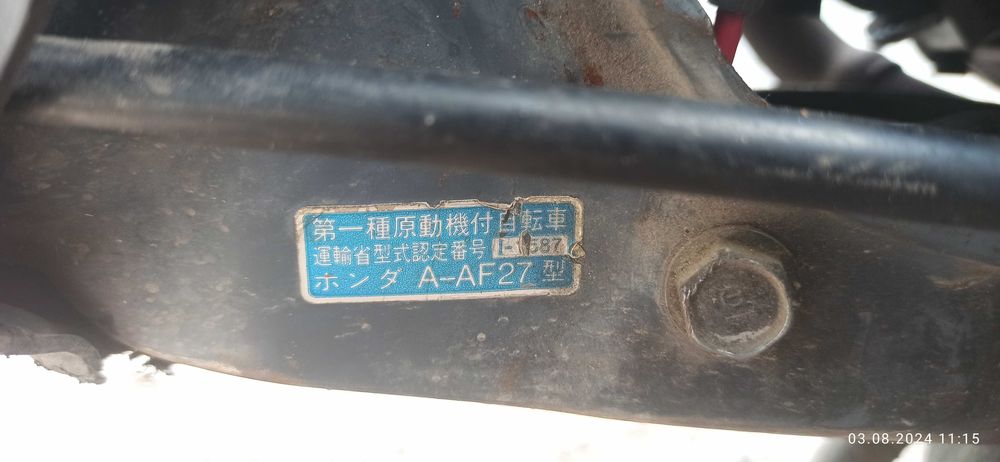 第一種原動機付自転車
運輸省型式認定番号 I- 587
ホンダ A-AF27 型
03.08.2024 11:15